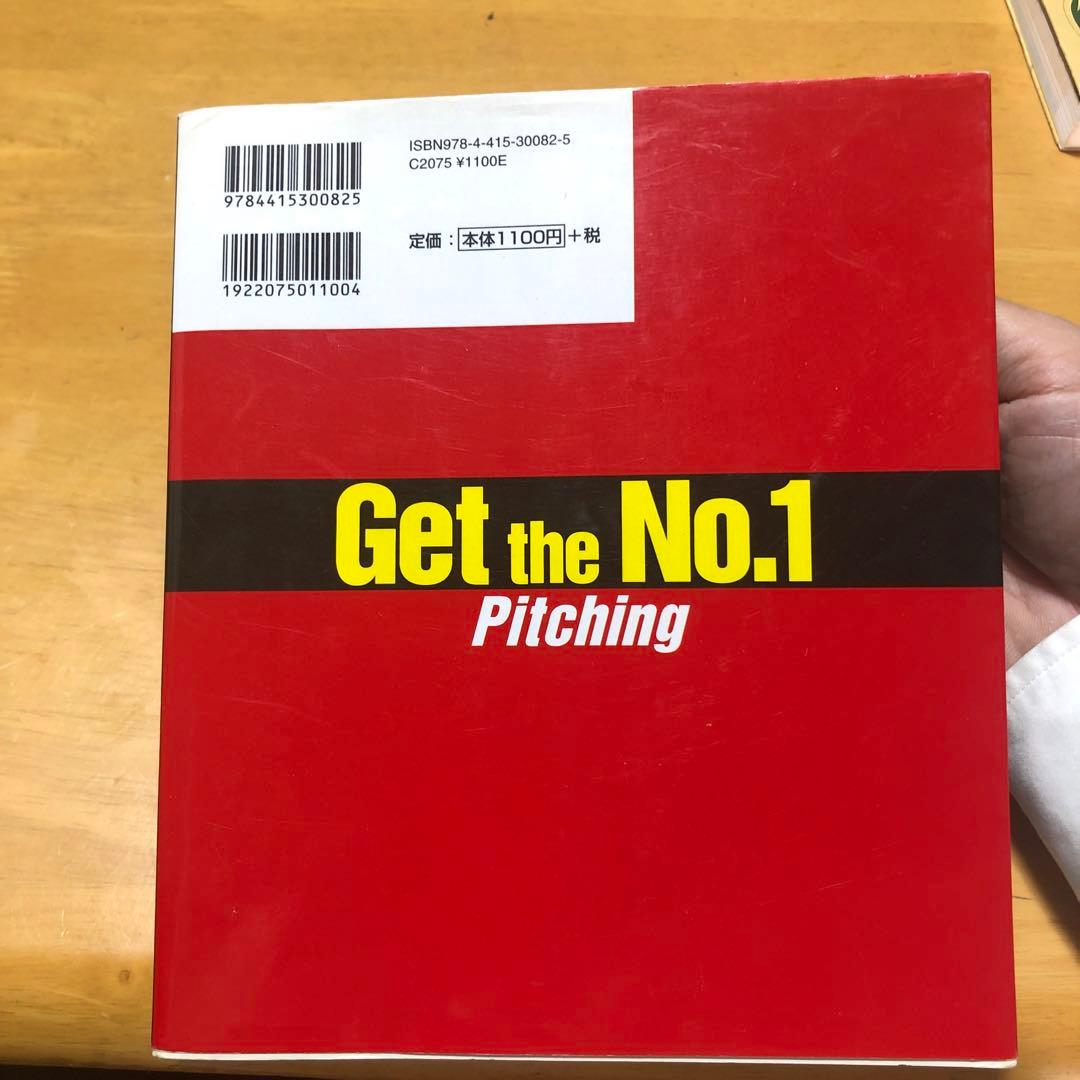 ISBN978-4-415-30082-5
C2075 ¥1100E
9784415300825
定価：本体1100円＋税
1922075011004
Get the No.1
Pitching